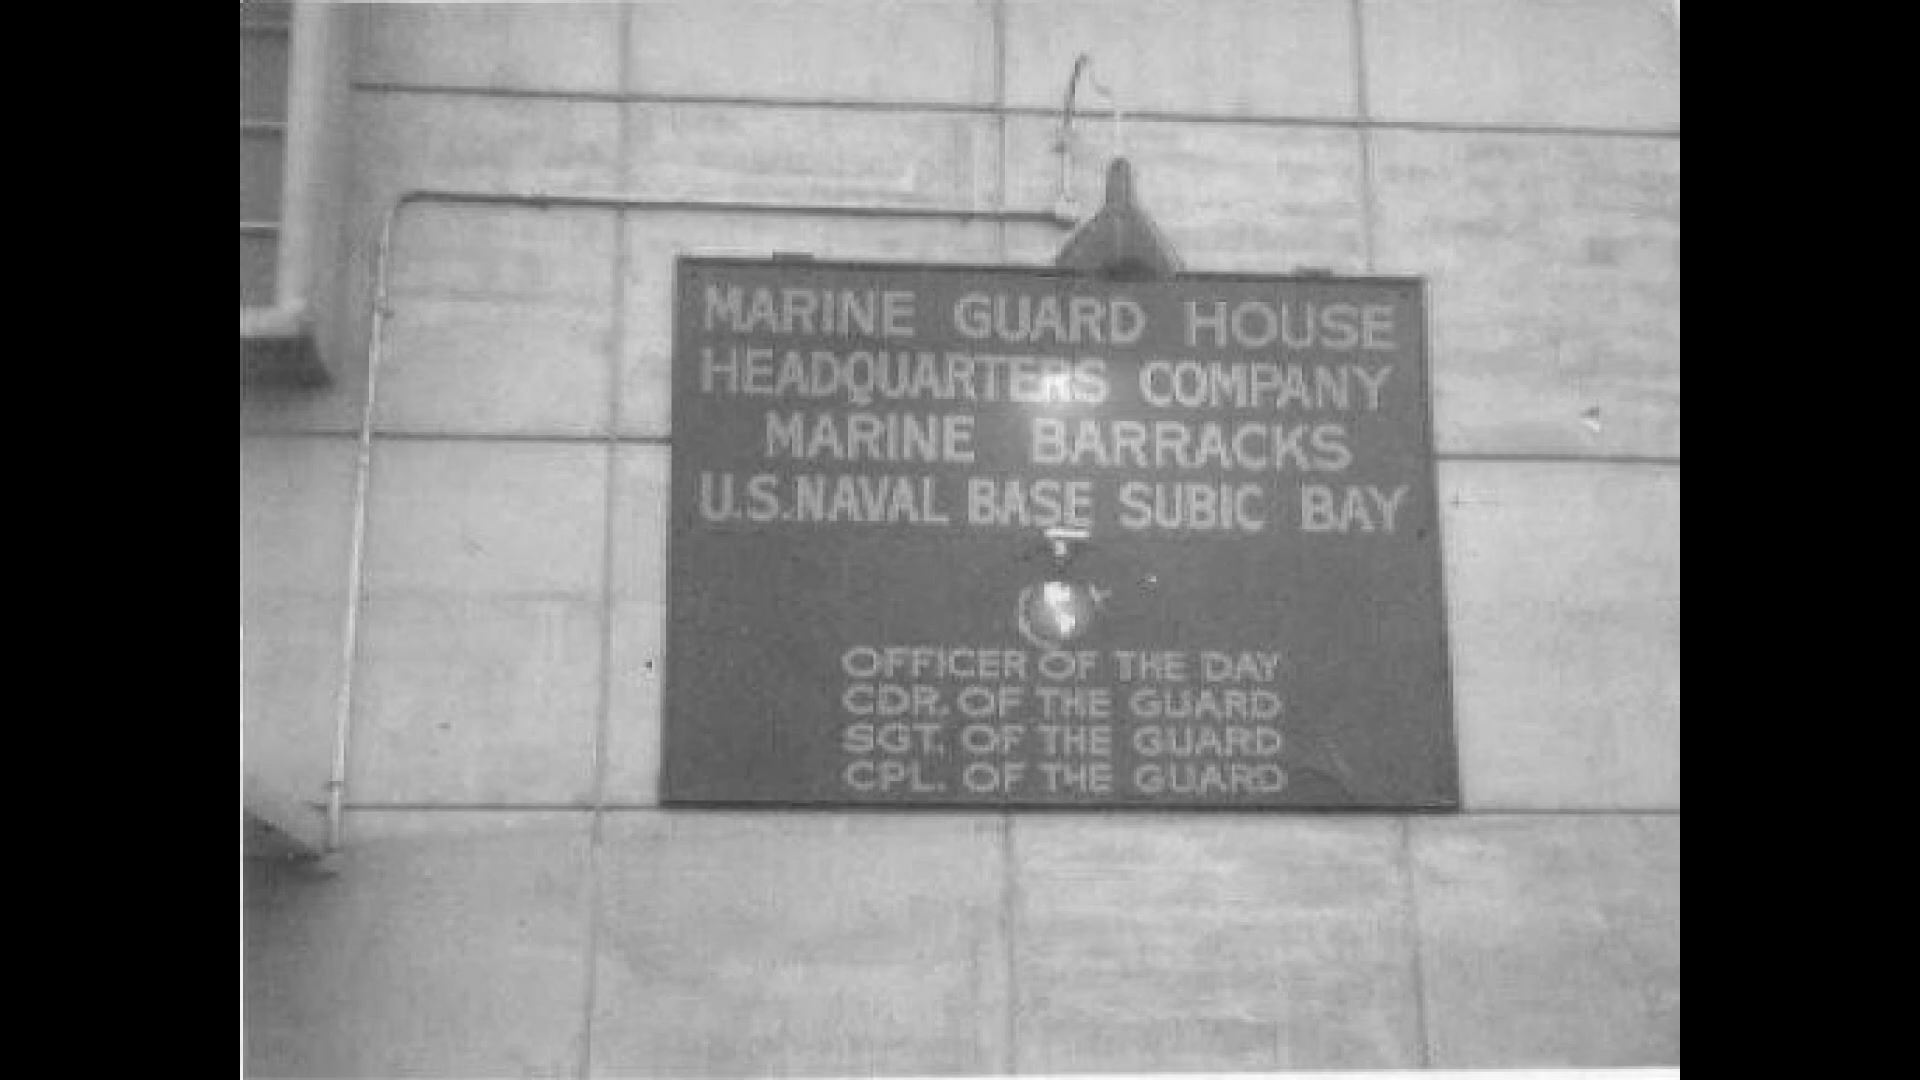 MARINE GUARD HOUSE
HEADQUARTERS COMPANY
MARINE BARRACKS
U.S. NAVAL BASE SUBIC BAY
OFFICER OF THE DAY
CDR. OF THE GUARD
SGT. OF THE GUARD
CPL. OF THE GUARD